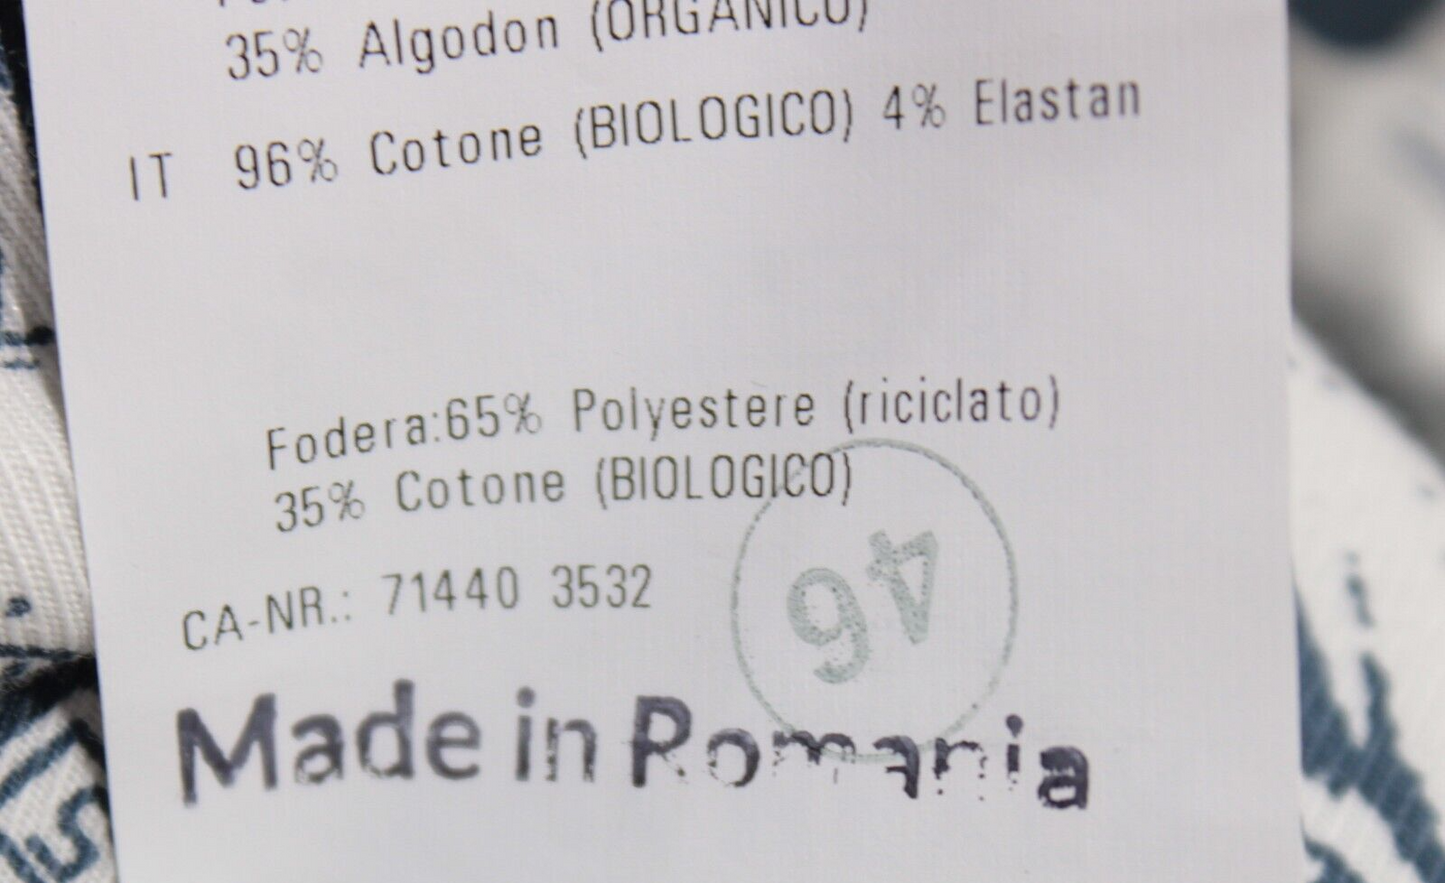 35% Algodon (ORGANICO)
IT 96% Cotone (BIOLOGICO) 4% Elastan
Fodera:65% Polyestere (riciclato)
35% Cotone (BIOLOGICO)
CA-NR.: 71440 3532
46
Made in Romania